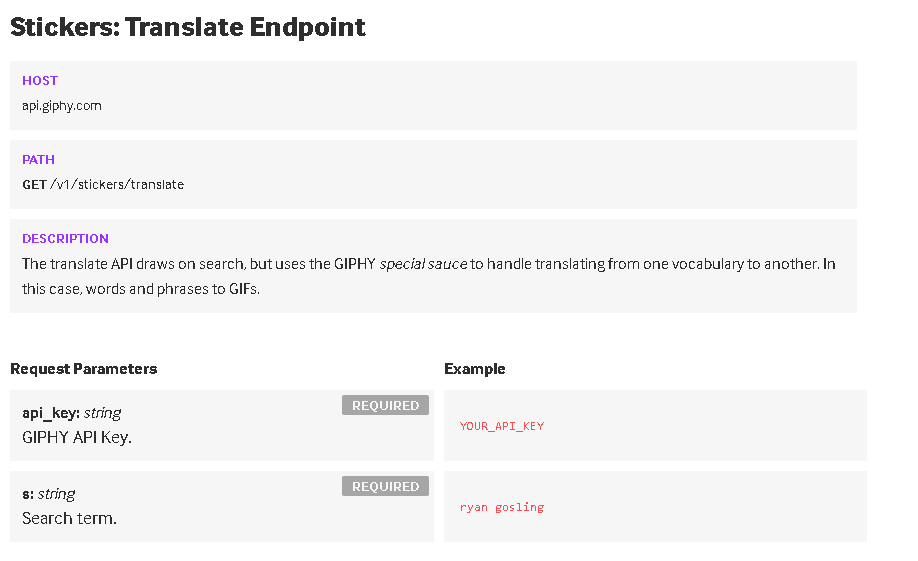 Stickers: Translate Endpoint
HOST
api.giphy.com
PATH
GET /v1/stickers/translate
DESCRIPTION
The translate API draws on search, but uses the GIPHY special sauce to handle translating from one vocabulary to another. In
this case, words and phrases to GIFs.
Request Parameters
Example
api_key: string
REQUIRED
GIPHY API Key.
YOUR_API_KEY
s: string
REQUIRED
Search term.
ryan gosling